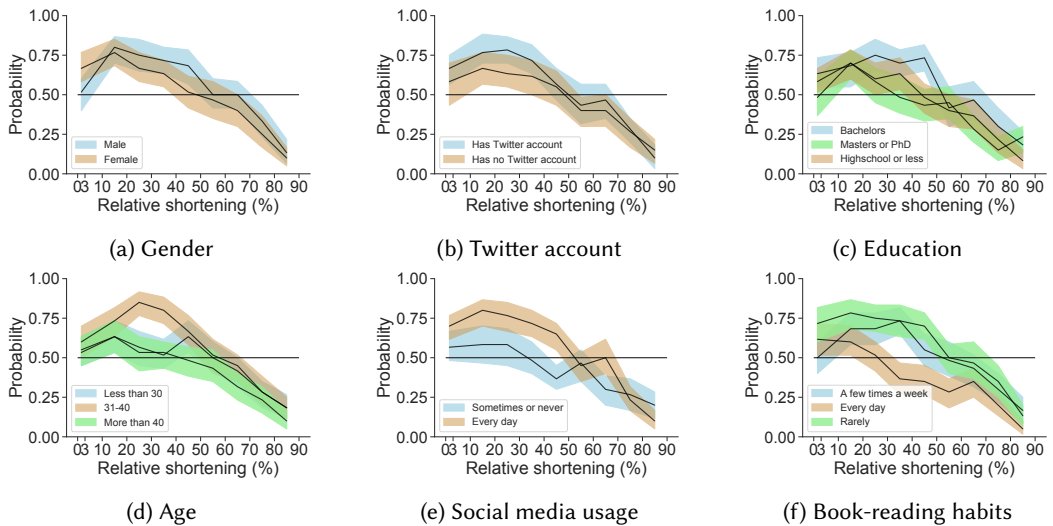 1.00
0.75
0.50
0.25
0.00
Probability
Male
Female
03 10 20 30 40 50 60 70 80 90
Relative shortening (%)
(a) Gender
1.00
0.75
0.50
0.25
0.00
Probability
Has Twitter account
Has no Twitter account
03 10 20 30 40 50 60 70 80 90
Relative shortening (%)
(b) Twitter account
1.00
0.75
0.50
0.25
0.00
Probability
Bachelors
Masters or PhD
Highschool or less
03 10 20 30 40 50 60 70 80 90
Relative shortening (%)
(c) Education
1.00
0.75
0.50
0.25
0.00
Probability
Less than 30
31-40
More than 40
03 10 20 30 40 50 60 70 80 90
Relative shortening (%)
(d) Age
1.00
0.75
0.50
0.25
0.00
Probability
Sometimes or never
Every day
03 10 20 30 40 50 60 70 80 90
Relative shortening (%)
(e) Social media usage
1.00
0.75
0.50
0.25
0.00
Probability
A few times a week
Every day
Rarely
03 10 20 30 40 50 60 70 80 90
Relative shortening (%)
(f) Book-reading habits